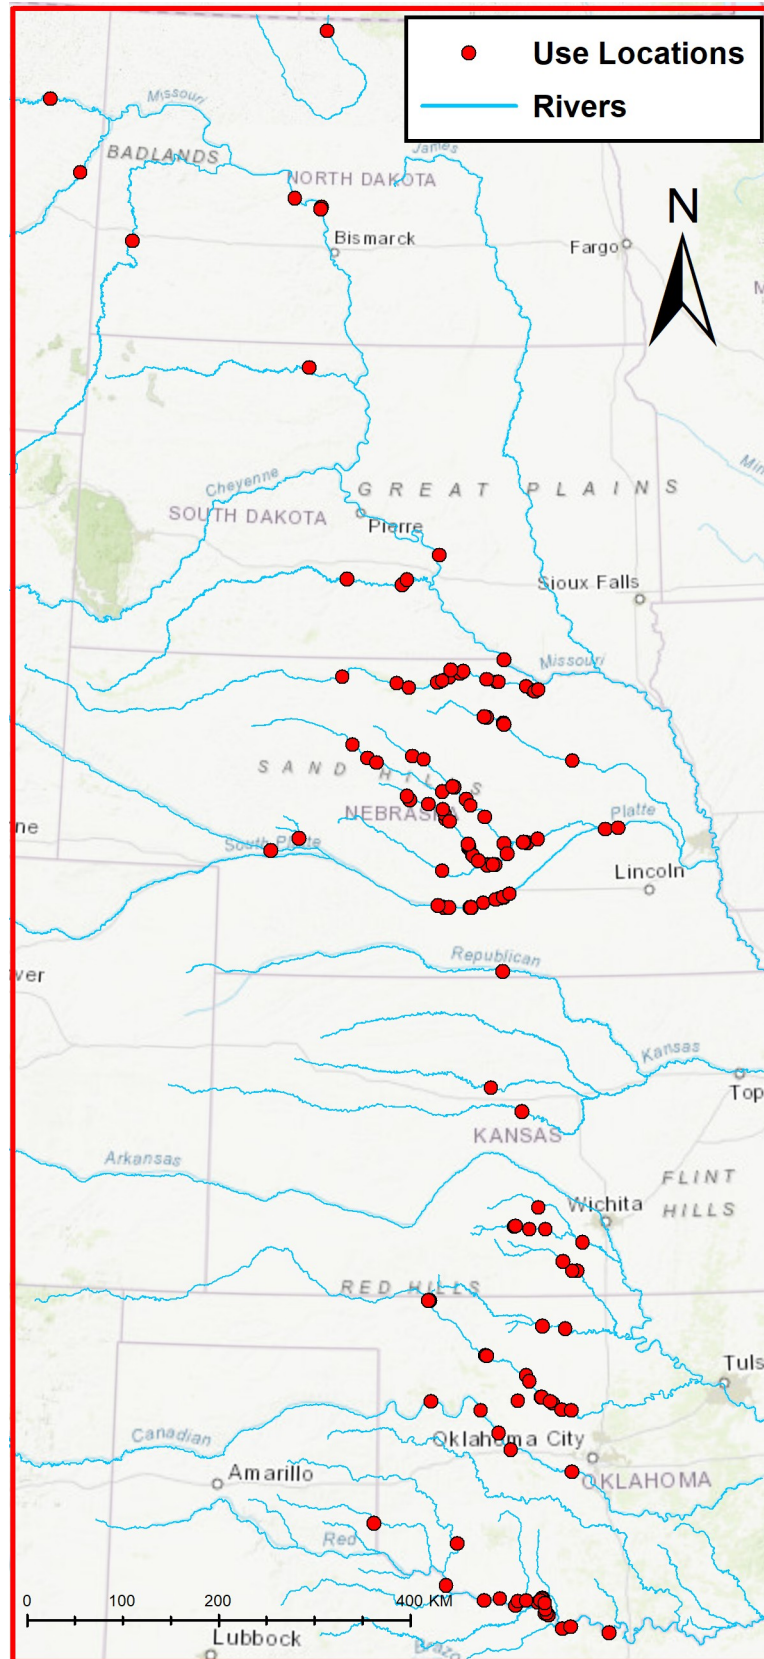 Use Locations
Rivers
Missouri
James
BADLANDS
NORTH DAKOTA
N
Bismarck
Fargo
M
Cheyenne
GREAT PLAINS
Min
SOUTH DAKOTA
Pierre
Sioux Falls
Missouri
SAND HILLS
NEBRASKA
Platte
ne
South Platte
Lincoln
Republican
ver
Kansas
Top
KANSAS
Arkansas
FLINT
HILLS
Wichita
RED HILLS
Tuls
Canadian
Oklahoma City
Amarillo
OKLAHOMA
Red
0 100 200 400 KM
Lubbock
Brazo